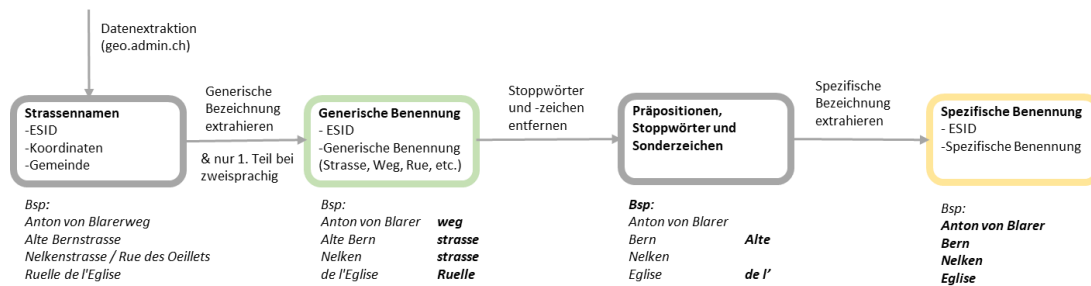 Datenextraktion
(geo.admin.ch)
Strassennamen
-ESID
-Koordinaten
-Gemeinde
Bsp:
Anton von Blarerweg
Alte Bernstrasse
Nelkenstrasse / Rue des Oeillets
Ruelle de l'Eglise
Generische
Bezeichnung
extrahieren
& nur 1. Teil bei
zweisprachig
Generische Benennung
- ESID
-Generische Benennung
(Strasse, Weg, Rue, etc.)
Bsp:
Anton von Blarer weg
Alte Bern strasse
Nelken strasse
de l'Eglise Ruelle
Stoppwörter
und -zeichen
entfernen
Präpositionen,
Stoppwörter und
Sonderzeichen
Bsp:
Anton von Blarer
Bern Alte
Nelken
Eglise de l’
Spezifische
Bezeichnung
extrahieren
Spezifische Benennung
- ESID
-Spezifische Benennung
Bsp:
Anton von Blarer
Bern
Nelken
Eglise